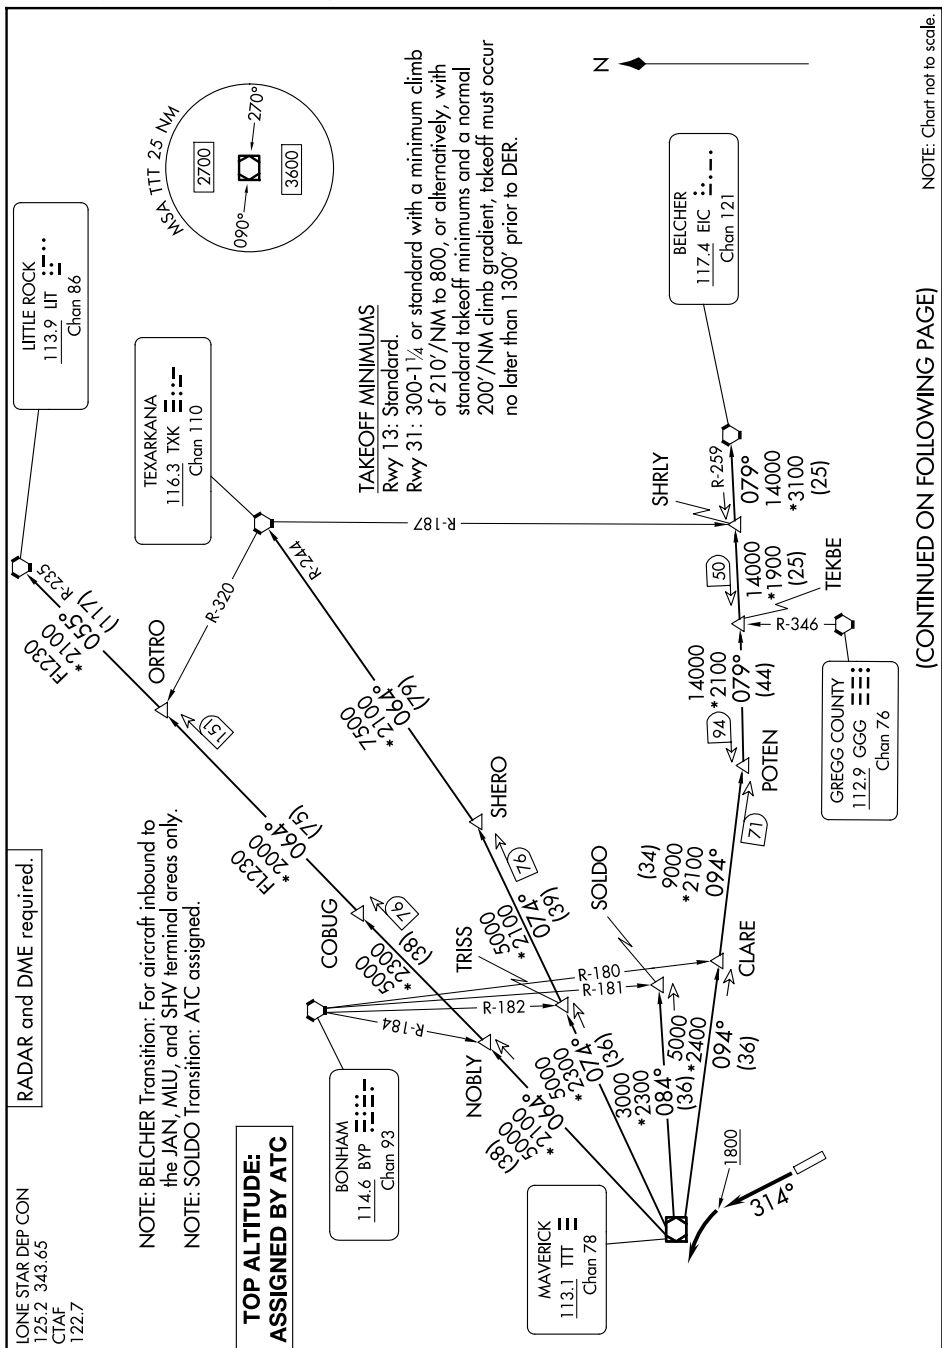 LONE STAR DEP CON
125.2 343.65
CTAF
122.7
RADAR and DME required.
NOTE: BELCHER Transition: For aircraft inbound to
the JAN, MLU, and SHV terminal areas only.
NOTE: SOLDO Transition: ATC assigned.
TOP ALTITUDE:
ASSIGNED BY ATC
LITTLE ROCK
113.9 LIT
Chan 86
MSA TTT 25 NM
2700
090°
270°
3600
TEXARKANA
116.3 TXK
Chan 110
TAKEOFF MINIMUMS
Rwy 13: Standard.
Rwy 31: 300-1¼ or standard with a minimum climb
of 210'/NM to 800, or alternatively, with
standard takeoff minimums and a normal
200'/NM climb gradient, takeoff must occur
no later than 1300' prior to DER.
N
BONHAM
114.6 BYP
Chan 93
MAVERICK
113.1 TTT
Chan 78
BELCHER
117.4 EIC
Chan 121
GREGG COUNTY
112.9 GGG
Chan 76
R-235
FL230
*2100
055°
(117)
ORTRO
151
R-320
FL230
*2000
064°
(75)
COBUG
76
5000
*2300
(38)
NOBLY
5000
*2100
064°
(38)
R-184
R-182
R-181
R-180
R-244
7500
*2100
064°
(79)
SHERO
76
5000
*2100
074°
(39)
TRISS
5000
*2300
074°
(36)
SOLDO
3000
*2300
084°
(36)
CLARE
5000
*2400
094°
(36)
(34)
9000
*2100
094°
71
POTEN
94
14000
*2100
079°
(44)
TEKBE
R-346
50
14000
*1900
(25)
SHRLY
R-187
R-259
079°
14000
*3100
(25)
1800
314°
(CONTINUED ON FOLLOWING PAGE)
NOTE: Chart not to scale.